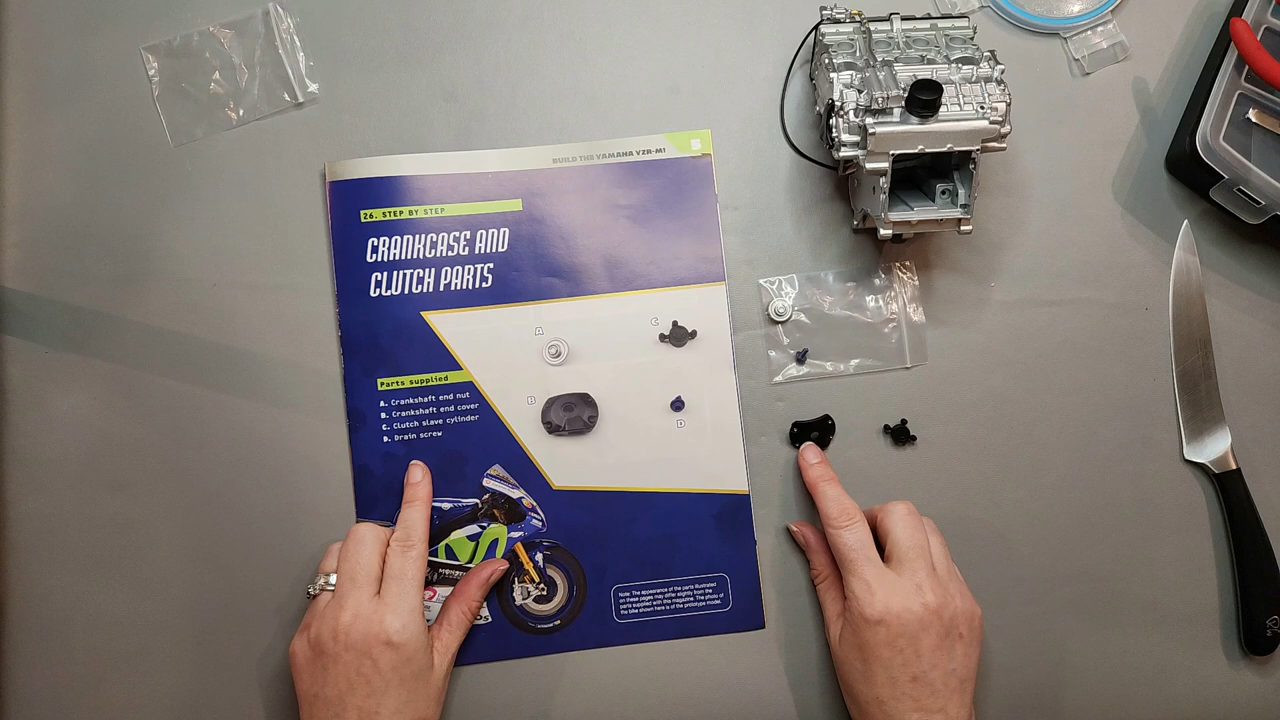 BUILD THE YAMAHA YZR-M1
5
26. STEP BY STEP
CRANKCASE AND
CLUTCH PARTS
A
C
B
D
Parts supplied
A. Crankshaft end nut
B. Crankshaft end cover
C. Clutch slave cylinder
D. Drain screw
Note: The appearance of the parts illustrated
on these pages may differ slightly from the
parts supplied with this magazine. The photo of
the bike shown here is of the prototype model.